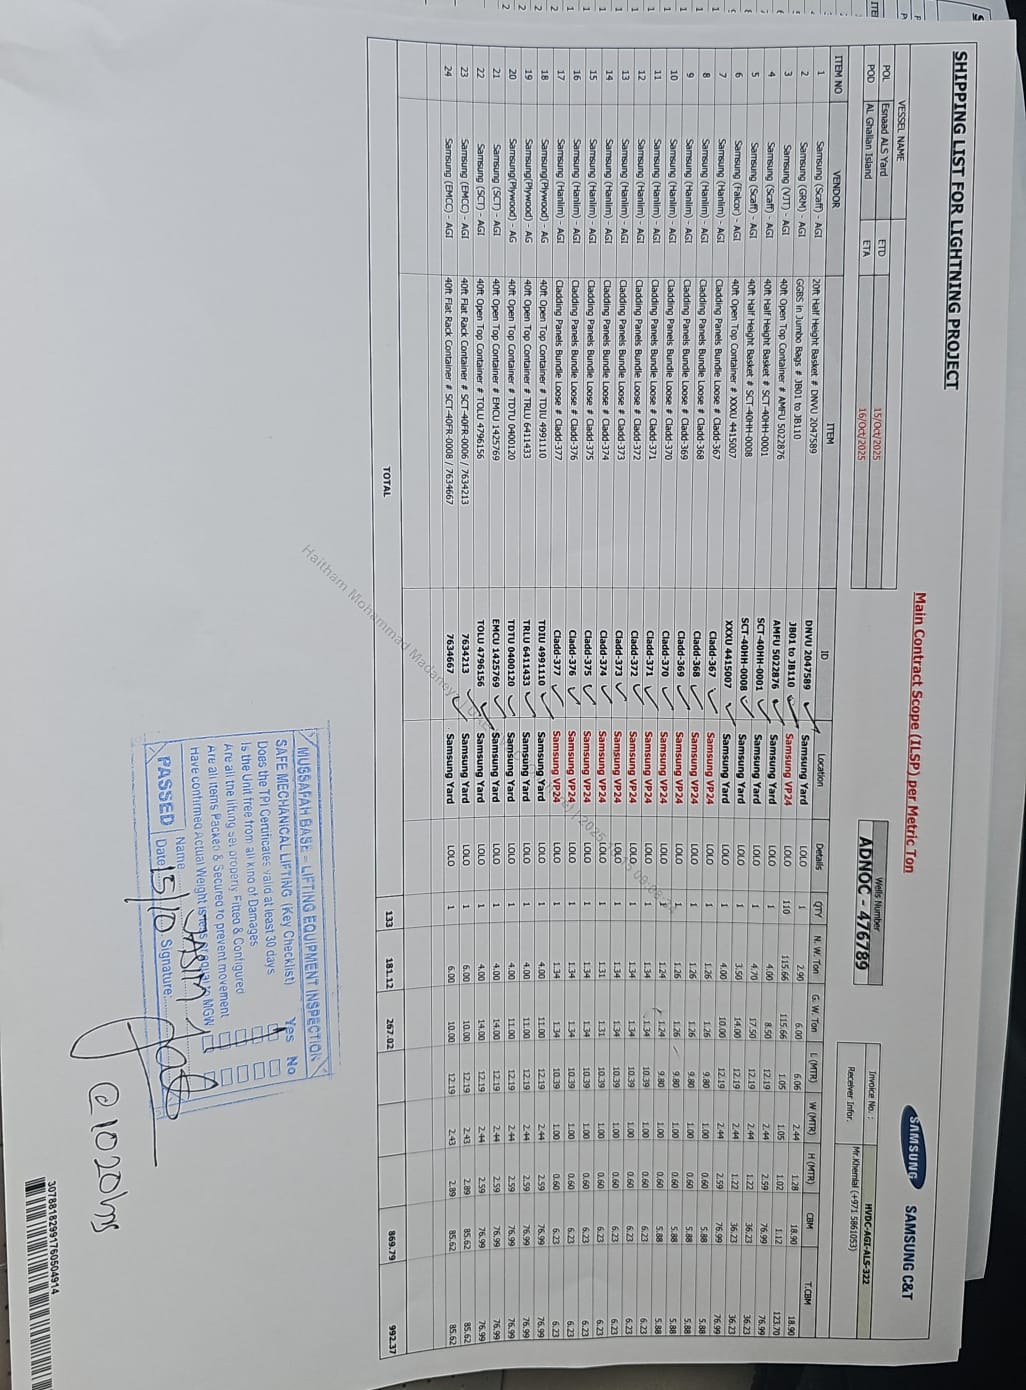 SHIPPING LIST FOR LIGHTNING PROJECT
Main Contract Scope (ILSP) per Metric Ton
SAMSUNG SAMSUNG C&T
VESSEL NAME
POL Esnaad ALS Yard ETD 15/Oct/2025
POD AL Ghallan Island ETA 16/Oct/2025
Wells Number
ADNOC - 476789
Invoice No. : HVDC-AGI-ALS-322
Receiver Infor. Mr.Khemlal (+971 5861053)
ITEM NO VENDOR ITEM ID Location Details QTY N. W. Ton G. W. Ton L (MTR) W (MTR) H (MTR) CBM T.CBM
1 Samsung (Scaff) - AGI 20ft Half Height Basket # DNVU 2047589 DNVU 2047589 Samsung Yard LOLO 1 2.90 6.00 6.06 2.44 1.28 18.90 18.90
2 Samsung (GRM) - AGI GGBS in Jumbo Bags # JB01 to JB110 JB01 to JB110 Samsung VP24 LOLO 110 115.66 115.66 1.05 1.05 1.02 1.12 123.70
3 Samsung (VJT) - AGI 40ft Open Top Container # AMFU 5022876 AMFU 5022876 Samsung Yard LOLO 1 4.00 8.50 12.19 2.44 2.59 76.99 76.99
4 Samsung (Scaff) - AGI 40ft Half Height Basket # SCT-40HH-0001 SCT-40HH-0001 Samsung Yard LOLO 1 4.70 17.50 12.19 2.44 1.22 36.23 36.23
5 Samsung (Scaff) - AGI 40ft Half Height Basket # SCT-40HH-0008 SCT-40HH-0008 Samsung Yard LOLO 1 3.50 14.00 12.19 2.44 1.22 36.23 36.23
6 Samsung (Falcor) - AGI 40ft Open Top Container # XXXU 4415007 XXXU 4415007 Samsung Yard LOLO 1 4.00 10.00 12.19 2.44 2.59 76.99 76.99
7 Samsung (Hanlim) - AGI Cladding Panels Bundle Loose # Cladd-367 Cladd-367 Samsung VP24 LOLO 1 1.26 1.26 9.80 1.00 0.60 5.88 5.88
8 Samsung (Hanlim) - AGI Cladding Panels Bundle Loose # Cladd-368 Cladd-368 Samsung VP24 LOLO 1 1.26 1.26 9.80 1.00 0.60 5.88 5.88
9 Samsung (Hanlim) - AGI Cladding Panels Bundle Loose # Cladd-369 Cladd-369 Samsung VP24 LOLO 1 1.26 1.26 9.80 1.00 0.60 5.88 5.88
10 Samsung (Hanlim) - AGI Cladding Panels Bundle Loose # Cladd-370 Cladd-370 Samsung VP24 LOLO 1 1.24 1.24 9.80 1.00 0.60 5.88 5.88
11 Samsung (Hanlim) - AGI Cladding Panels Bundle Loose # Cladd-371 Cladd-371 Samsung VP24 LOLO 1 1.34 1.34 10.39 1.00 0.60 6.23 6.23
12 Samsung (Hanlim) - AGI Cladding Panels Bundle Loose # Cladd-372 Cladd-372 Samsung VP24 LOLO 1 1.34 1.34 10.39 1.00 0.60 6.23 6.23
13 Samsung (Hanlim) - AGI Cladding Panels Bundle Loose # Cladd-373 Cladd-373 Samsung VP24 LOLO 1 1.34 1.34 10.39 1.00 0.60 6.23 6.23
14 Samsung (Hanlim) - AGI Cladding Panels Bundle Loose # Cladd-374 Cladd-374 Samsung VP24 LOLO 1 1.31 1.31 10.39 1.00 0.60 6.23 6.23
15 Samsung (Hanlim) - AGI Cladding Panels Bundle Loose # Cladd-375 Cladd-375 Samsung VP24 LOLO 1 1.34 1.34 10.39 1.00 0.60 6.23 6.23
16 Samsung (Hanlim) - AGI Cladding Panels Bundle Loose # Cladd-376 Cladd-376 Samsung VP24 LOLO 1 1.34 1.34 10.39 1.00 0.60 6.23 6.23
17 Samsung (Hanlim) - AGI Cladding Panels Bundle Loose # Cladd-377 Cladd-377 Samsung VP24 LOLO 1 1.34 1.34 10.39 1.00 0.60 6.23 6.23
18 Samsung(Plywood) - AG 40ft Open Top Container # TDIU 4991110 TDIU 4991110 Samsung Yard LOLO 1 4.00 11.00 12.19 2.44 2.59 76.99 76.99
19 Samsung(Plywood) - AG 40ft Open Top Container # TRLU 6411433 TRLU 6411433 Samsung Yard LOLO 1 4.00 11.00 12.19 2.44 2.59 76.99 76.99
20 Samsung(Plywood) - AG 40ft Open Top Container # TDTU 0400120 TDTU 0400120 Samsung Yard LOLO 1 4.00 11.00 12.19 2.44 2.59 76.99 76.99
21 Samsung (SCT) - AGI 40ft Open Top Container # EMCU 1425769 EMCU 1425769 Samsung Yard LOLO 1 4.00 14.00 12.19 2.44 2.59 76.99 76.99
22 Samsung (SCT) - AGI 40ft Open Top Container # TOLU 4796156 TOLU 4796156 Samsung Yard LOLO 1 4.00 14.00 12.19 2.44 2.59 76.99 76.99
23 Samsung (EMCC) - AGI 40ft Flat Rack Container # SCT-40FR-0006 / 7634213 7634213 Samsung Yard LOLO 1 6.00 10.00 12.19 2.43 2.89 85.62 85.62
24 Samsung (EMCC) - AGI 40ft Flat Rack Container # SCT-40FR-0008 / 7634667 7634667 Samsung Yard LOLO 1 6.00 10.00 12.19 2.43 2.89 85.62 85.62
TOTAL 133 181.12 267.02 869.79 992.37
Haitham Mohammad Madaneya
MUSSAFAH BASE - LIFTING EQUIPMENT INSPECTION
SAFE MECHANICAL LIFTING (Key Checklist) Yes No
Does the TPI Certificates valid at least 30 days
Is the Unit free from all kind of Damages
Are all the lifting set properly Fitted & Configured
Are all Items Packed & Secured to prevent movement
Have confirmed Actual Weight is less or equal to MGW
PASSED Name JASIM
Date 15/10 Signature
@ 1020hrs
30788182991760504914